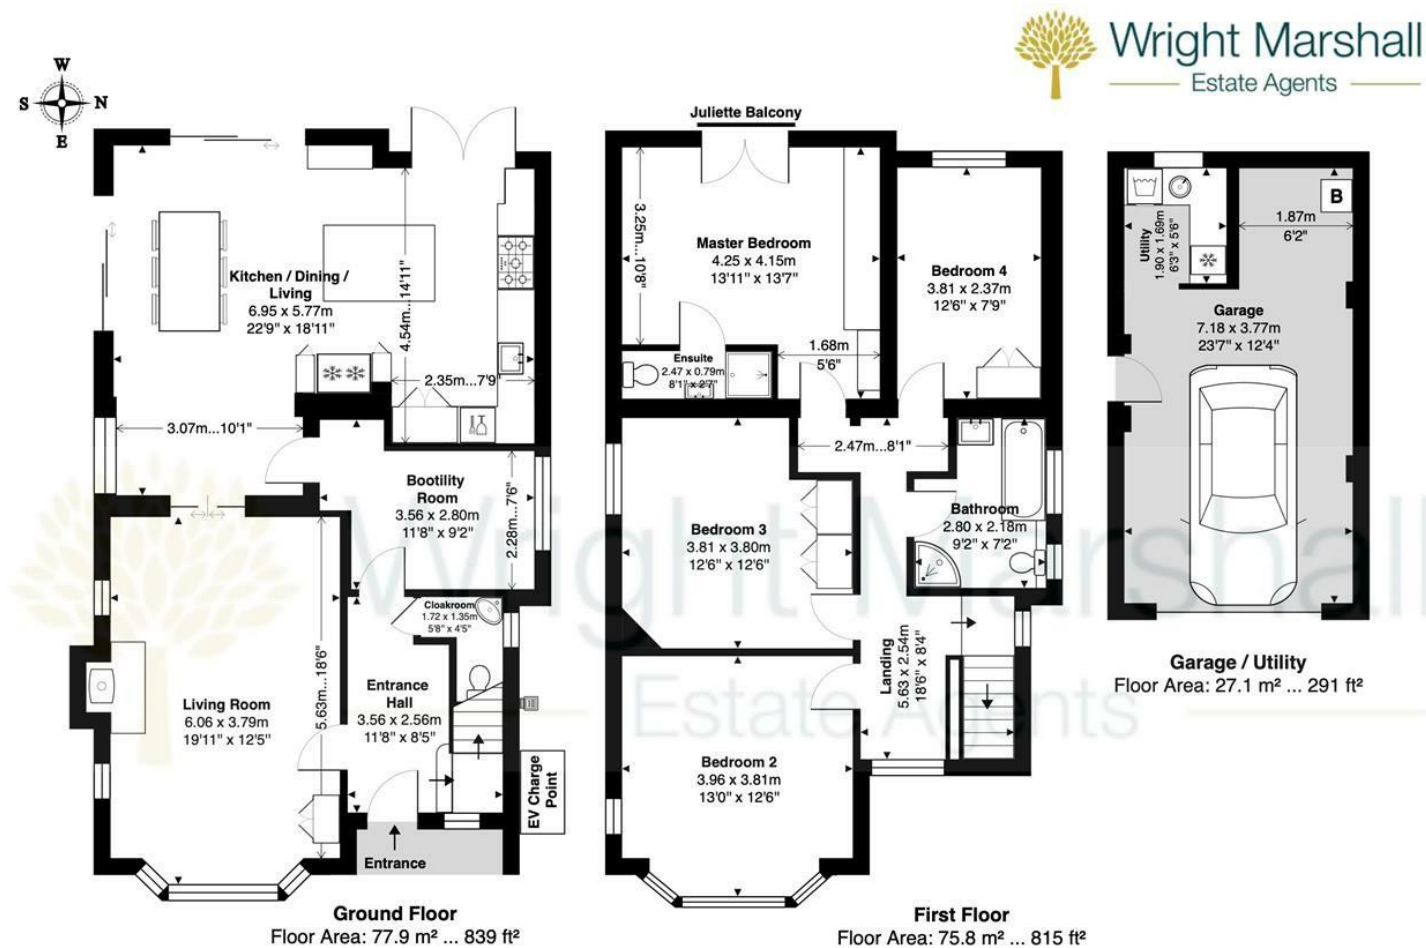 Wright Marshall
Estate Agents
W
S N
E
Juliette Balcony
Kitchen / Dining /
Living
6.95 x 5.77m
22'9" x 18'11"
4.54m...14'11"
2.35m...7'9"
3.07m...10'1"
Bootility
Room
3.56 x 2.80m
11'8" x 9'2"
2.28m...7'6"
Cloakroom
1.72 x 1.35m
5'8" x 4'5"
Living Room
6.06 x 3.79m
19'11" x 12'5"
5.63m...18'6"
Entrance
Hall
3.56 x 2.56m
11'8" x 8'5"
EV Charge
Point
Entrance
Ground Floor
Floor Area: 77.9 m² ... 839 ft²
Master Bedroom
4.25 x 4.15m
13'11" x 13'7"
3.25m...10'8"
Ensuite
2.47 x 0.79m
8'1" x 2'7"
1.68m
5'6"
Bedroom 4
3.81 x 2.37m
12'6" x 7'9"
2.47m...8'1"
Bedroom 3
3.81 x 3.80m
12'6" x 12'6"
Bathroom
2.80 x 2.18m
9'2" x 7'2"
Landing
5.63 x 2.54m
18'6" x 8'4"
Bedroom 2
3.96 x 3.81m
13'0" x 12'6"
First Floor
Floor Area: 75.8 m² ... 815 ft²
Utility
1.90 x 1.69m
6'3" x 5'6"
B
1.87m
6'2"
Garage
7.18 x 3.77m
23'7" x 12'4"
Garage / Utility
Floor Area: 27.1 m² ... 291 ft²
Wright Marshall
Estate Agents